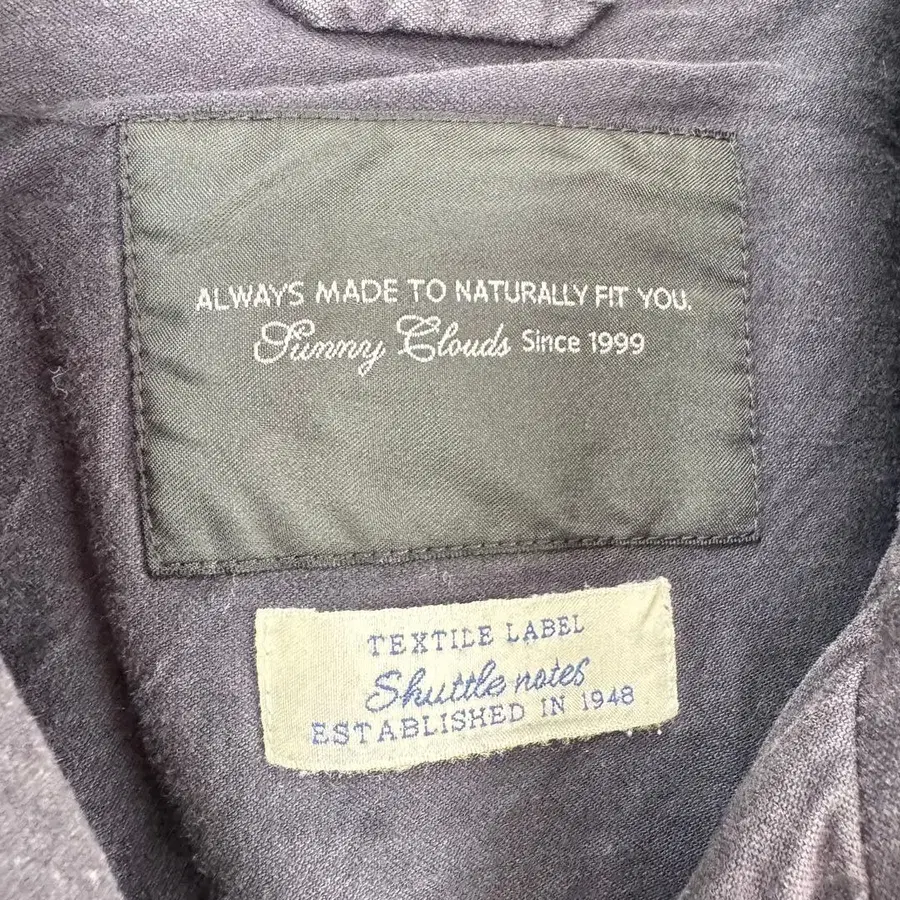 ALWAYS MADE TO NATURALLY FIT YOU.
Sunny Clouds Since 1999
TEXTILE LABEL
Shuttle notes
ESTABLISHED IN 1948